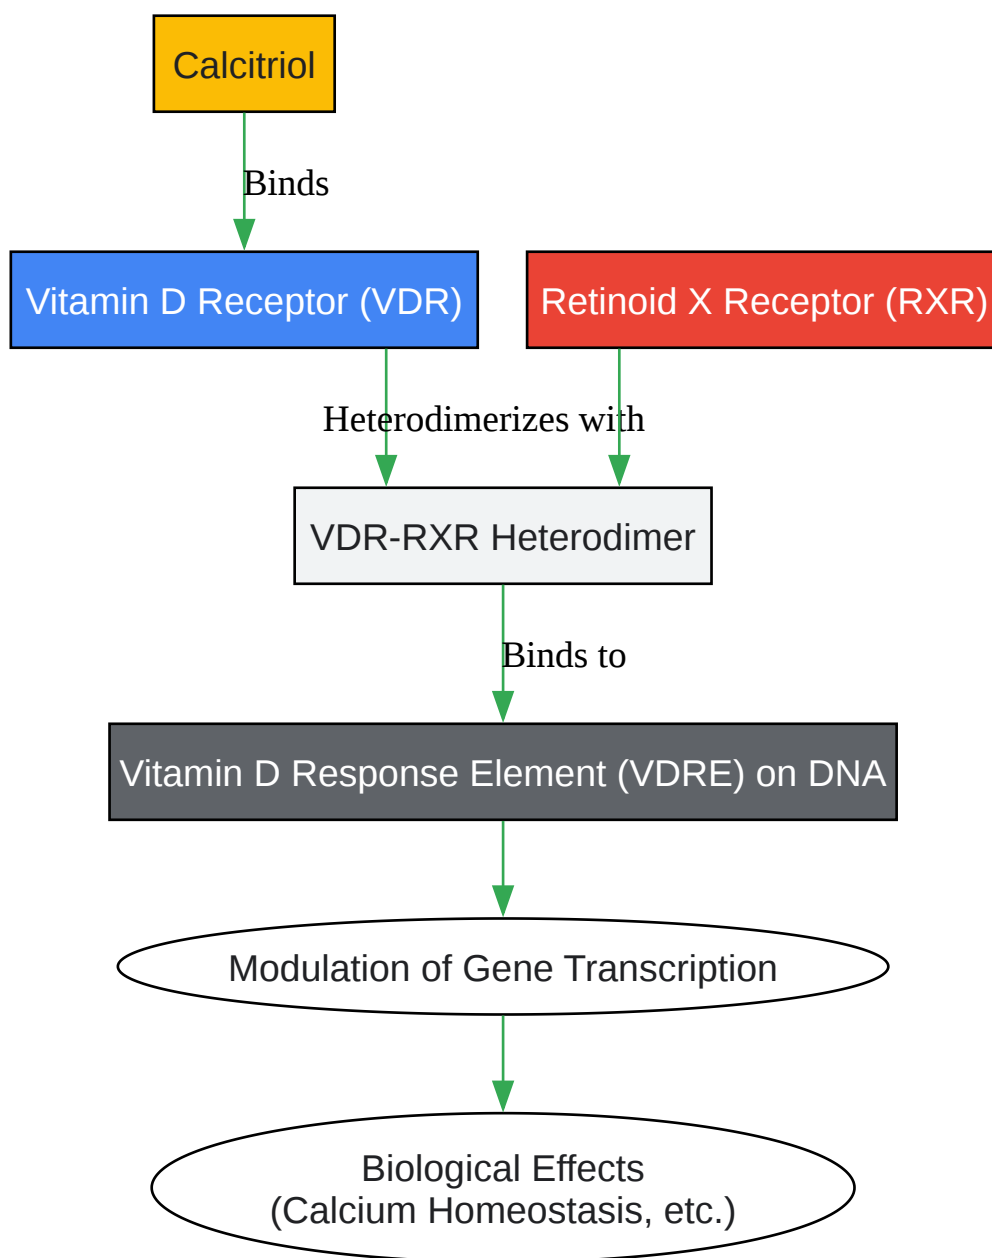 Calcitriol
Binds
Vitamin D Receptor (VDR)
Retinoid X Receptor (RXR)
Heterodimerizes with
VDR-RXR Heterodimer
Binds to
Vitamin D Response Element (VDRE) on DNA
Modulation of Gene Transcription
Biological Effects
(Calcium Homeostasis, etc.)